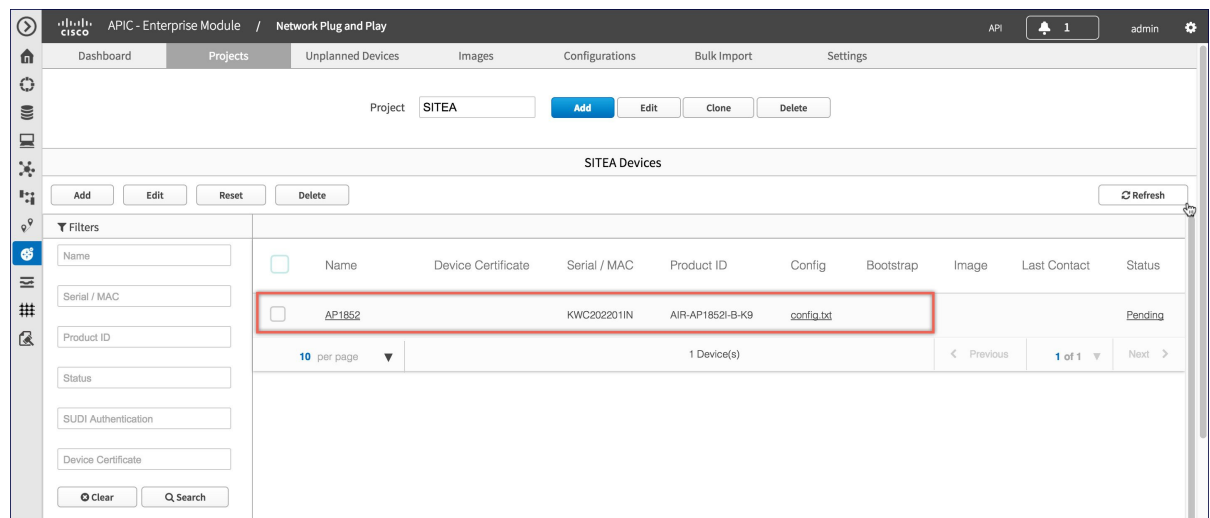 CISCO APIC - Enterprise Module / Network Plug and Play API 1 admin
Dashboard Projects Unplanned Devices Images Configurations Bulk Import Settings
Project SITEA Add Edit Clone Delete
SITEA Devices
Add Edit Reset Delete Refresh
Filters
Name
Serial / MAC
Product ID
Status
SUDI Authentication
Device Certificate
Clear Search
Name Device Certificate Serial / MAC Product ID Config Bootstrap Image Last Contact Status
AP1852 KWC202201IN AIR-AP1852I-B-K9 config.txt Pending
10 per page 1 Device(s) Previous 1 of 1 Next